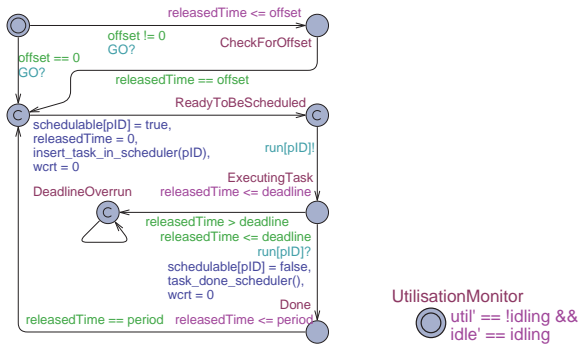 releasedTime <= offset
offset != 0
GO?
CheckForOffset
offset == 0
GO?
releasedTime == offset
C
ReadyToBeScheduled
C
schedulable[pID] = true,
releasedTime = 0,
insert_task_in_scheduler(pID),
wcrt = 0
run[pID]!
ExecutingTask
DeadlineOverrun
releasedTime <= deadline
C
releasedTime > deadline
releasedTime <= deadline
run[pID]?
schedulable[pID] = false,
task_done_scheduler(),
wcrt = 0
Done
releasedTime == period
releasedTime <= period
UtilisationMonitor
util' == !idling &&
idle' == idling